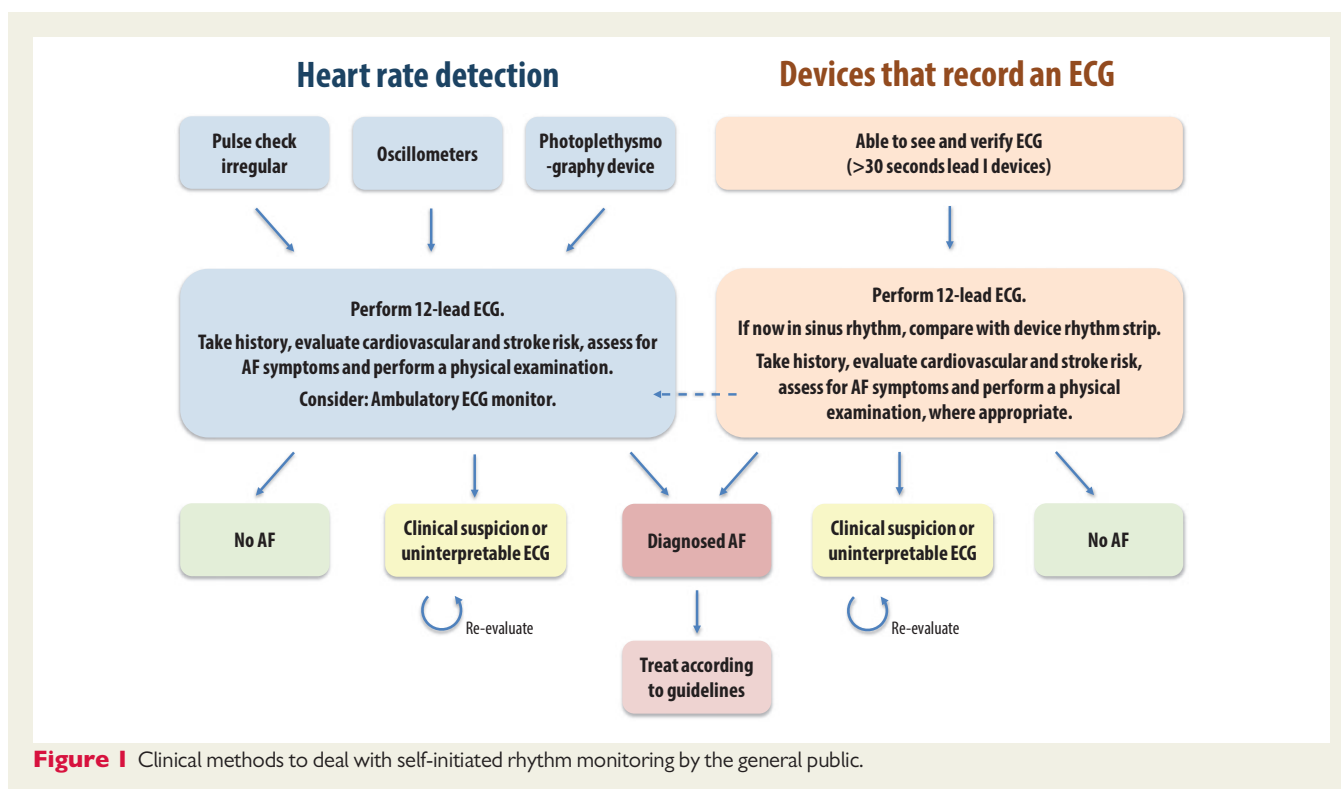 Heart rate detection
Devices that record an ECG
Pulse check
irregular
Oscillometers
Photoplethysmo
-graphy device
Able to see and verify ECG
(>30 seconds lead I devices)
Perform 12-lead ECG.
Take history, evaluate cardiovascular and stroke risk, assess for
AF symptoms and perform a physical examination.
Consider: Ambulatory ECG monitor.
Perform 12-lead ECG.
If now in sinus rhythm, compare with device rhythm strip.
Take history, evaluate cardiovascular and stroke risk,
assess for AF symptoms and perform a physical
examination, where appropriate.
No AF
Clinical suspicion or
uninterpretable ECG
Diagnosed AF
Clinical suspicion or
uninterpretable ECG
No AF
Re-evaluate
Re-evaluate
Treat according
to guidelines
Figure 1 Clinical methods to deal with self-initiated rhythm monitoring by the general public.